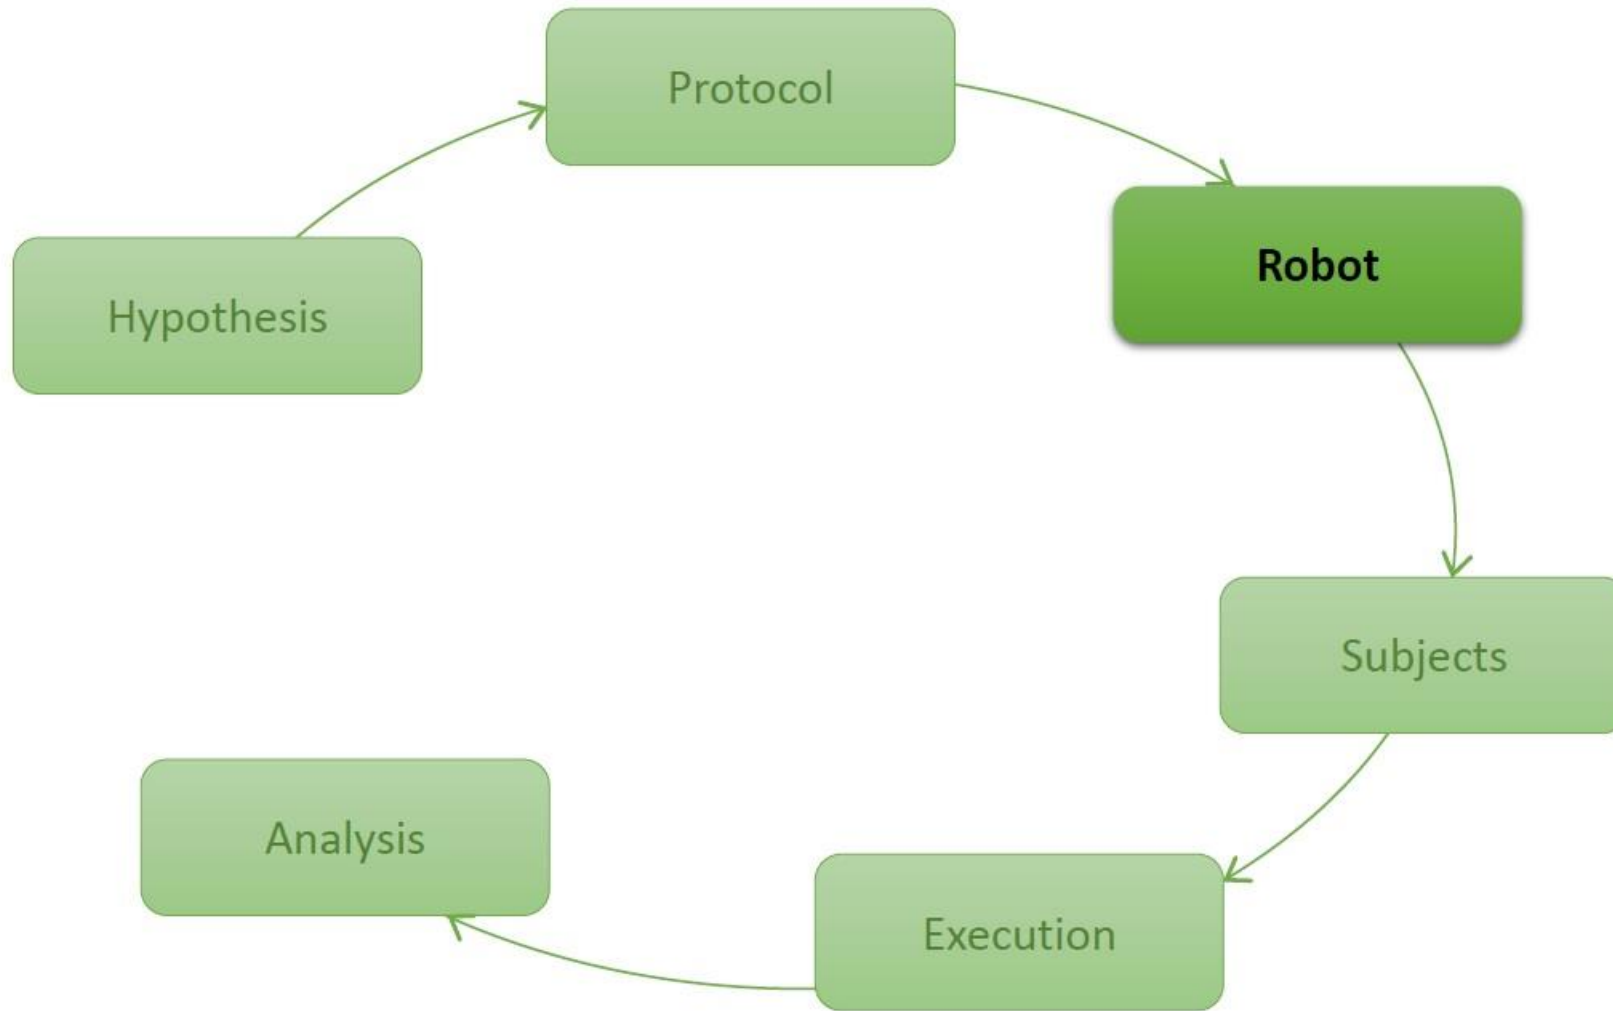 Protocol
Robot
Hypothesis
Subjects
Analysis
Execution